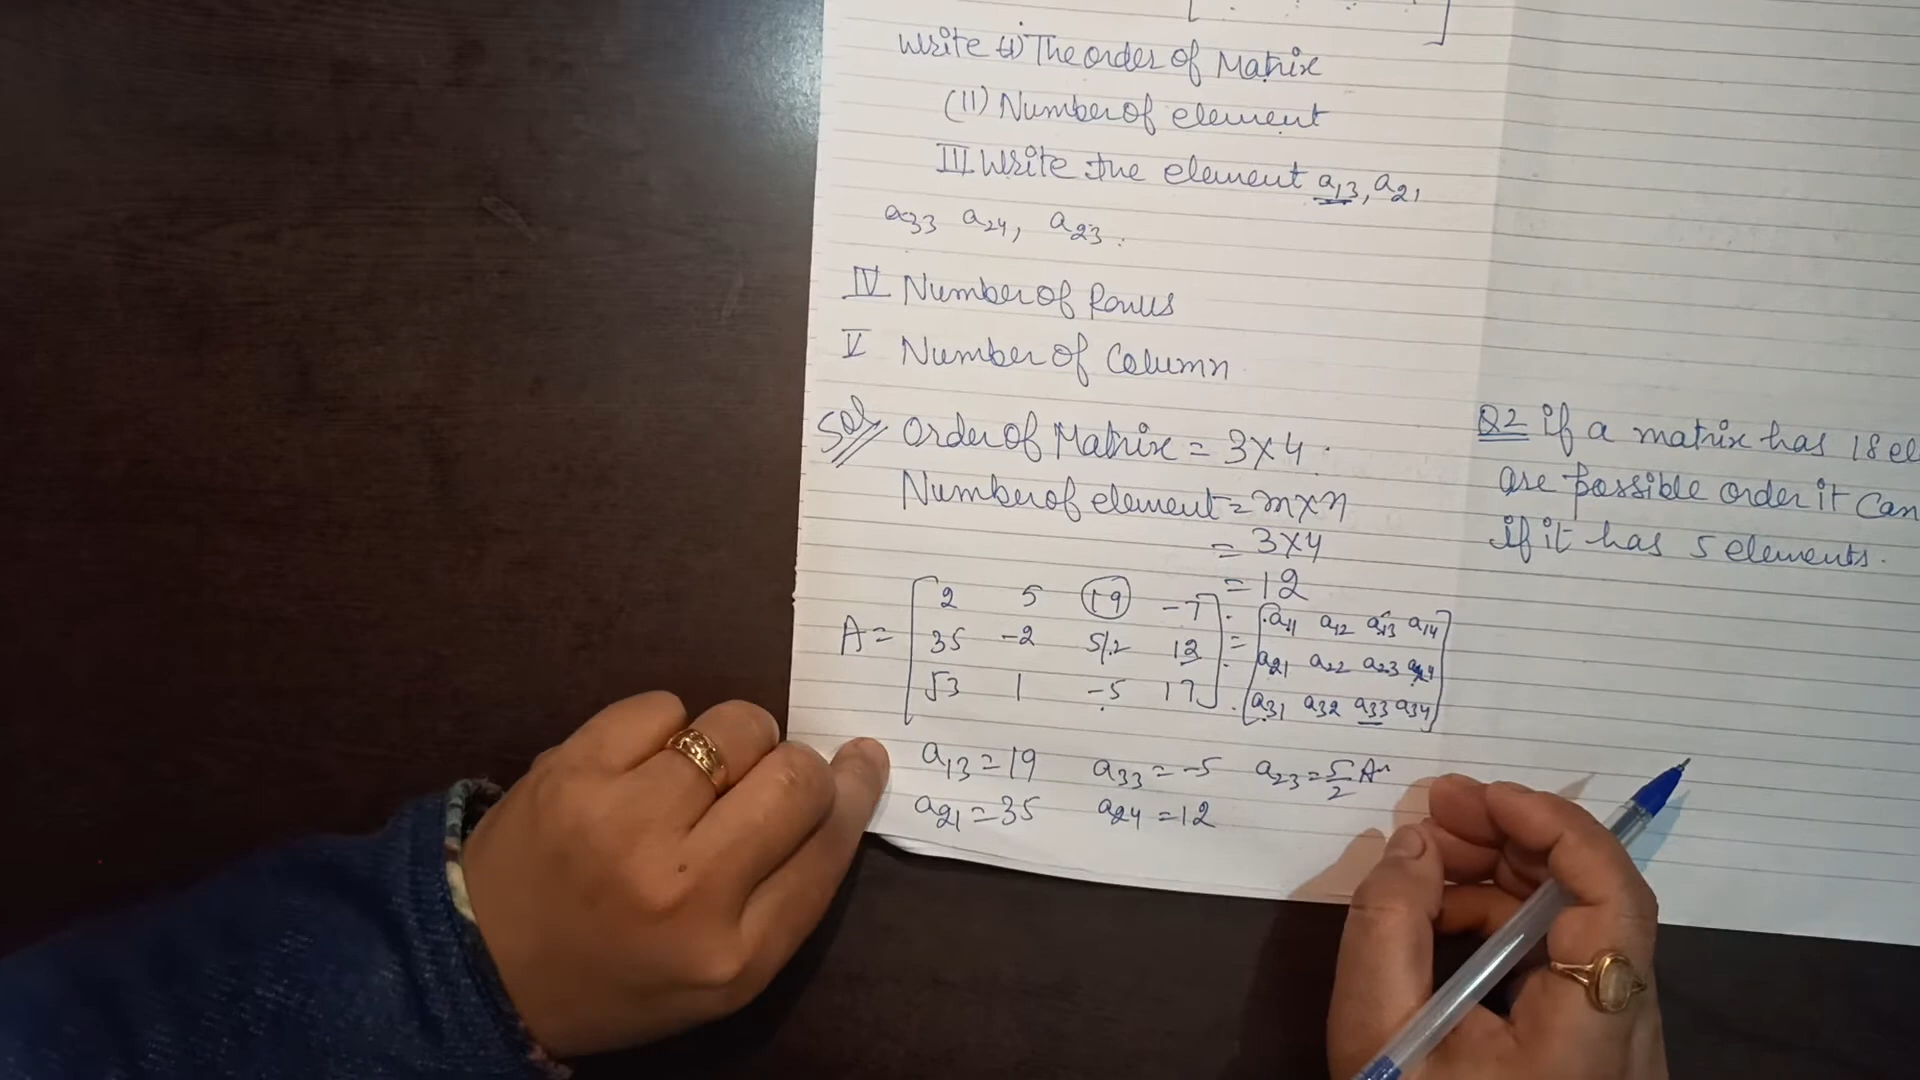 Write (i) The order of Matrix
(II) Number of element
III Write the element a13, a21
a33 a24, a23.
IV Number of Rows
V Number of Column
Sol Order of Matrix = 3×4.
Number of element = m×n
= 3×4
= 12
A = [2 5 19 -7
35 -2 5/2 12
√3 1 -5 17] = [a11 a12 a13 a14
a21 a22 a23 a24
a31 a32 a33 a34]
a13 = 19 a33 = -5 a23 = 5/2 An
a21 = 35 a24 = 12
Q2 if a matrix has 18 el
are possible order it Can
if it has 5 elements.